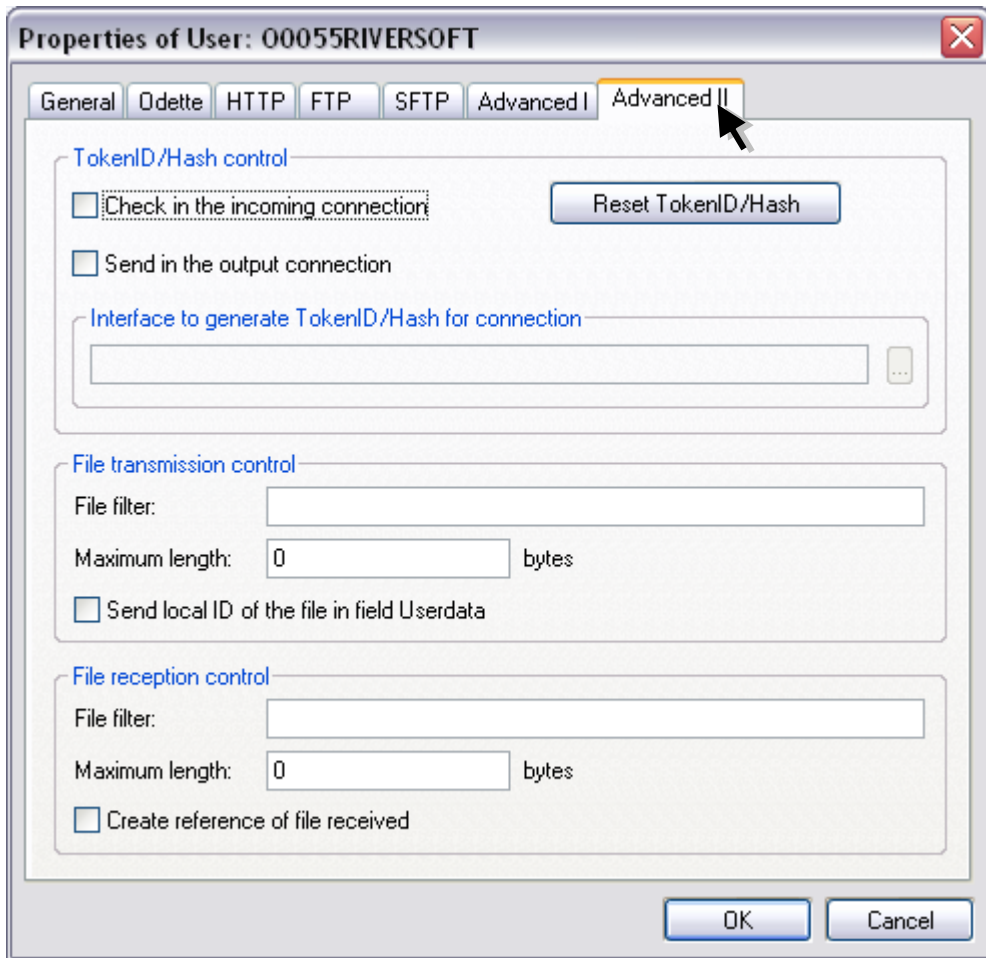 Properties of User: O0055RIVERSOFT
General Odette HTTP FTP SFTP Advanced I Advanced II
TokenID/Hash control
Check in the incoming connection
Reset TokenID/Hash
Send in the output connection
Interface to generate TokenID/Hash for connection
...
File transmission control
File filter:
Maximum length: 0 bytes
Send local ID of the file in field Userdata
File reception control
File filter:
Maximum length: 0 bytes
Create reference of file received
OK Cancel